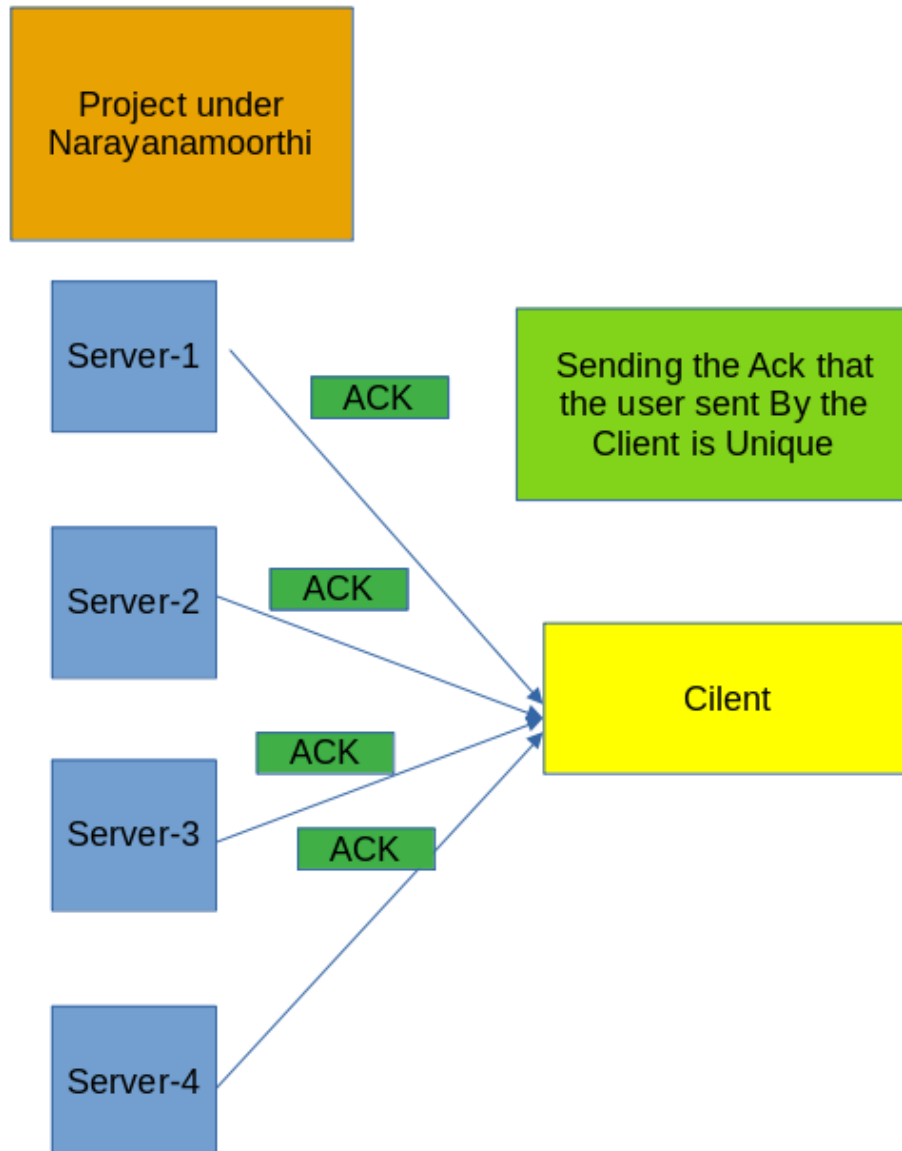 Project under
Narayanamoorthi
Server-1
ACK
Sending the Ack that
the user sent By the
Client is Unique
Server-2
ACK
Cilent
ACK
Server-3
ACK
Server-4